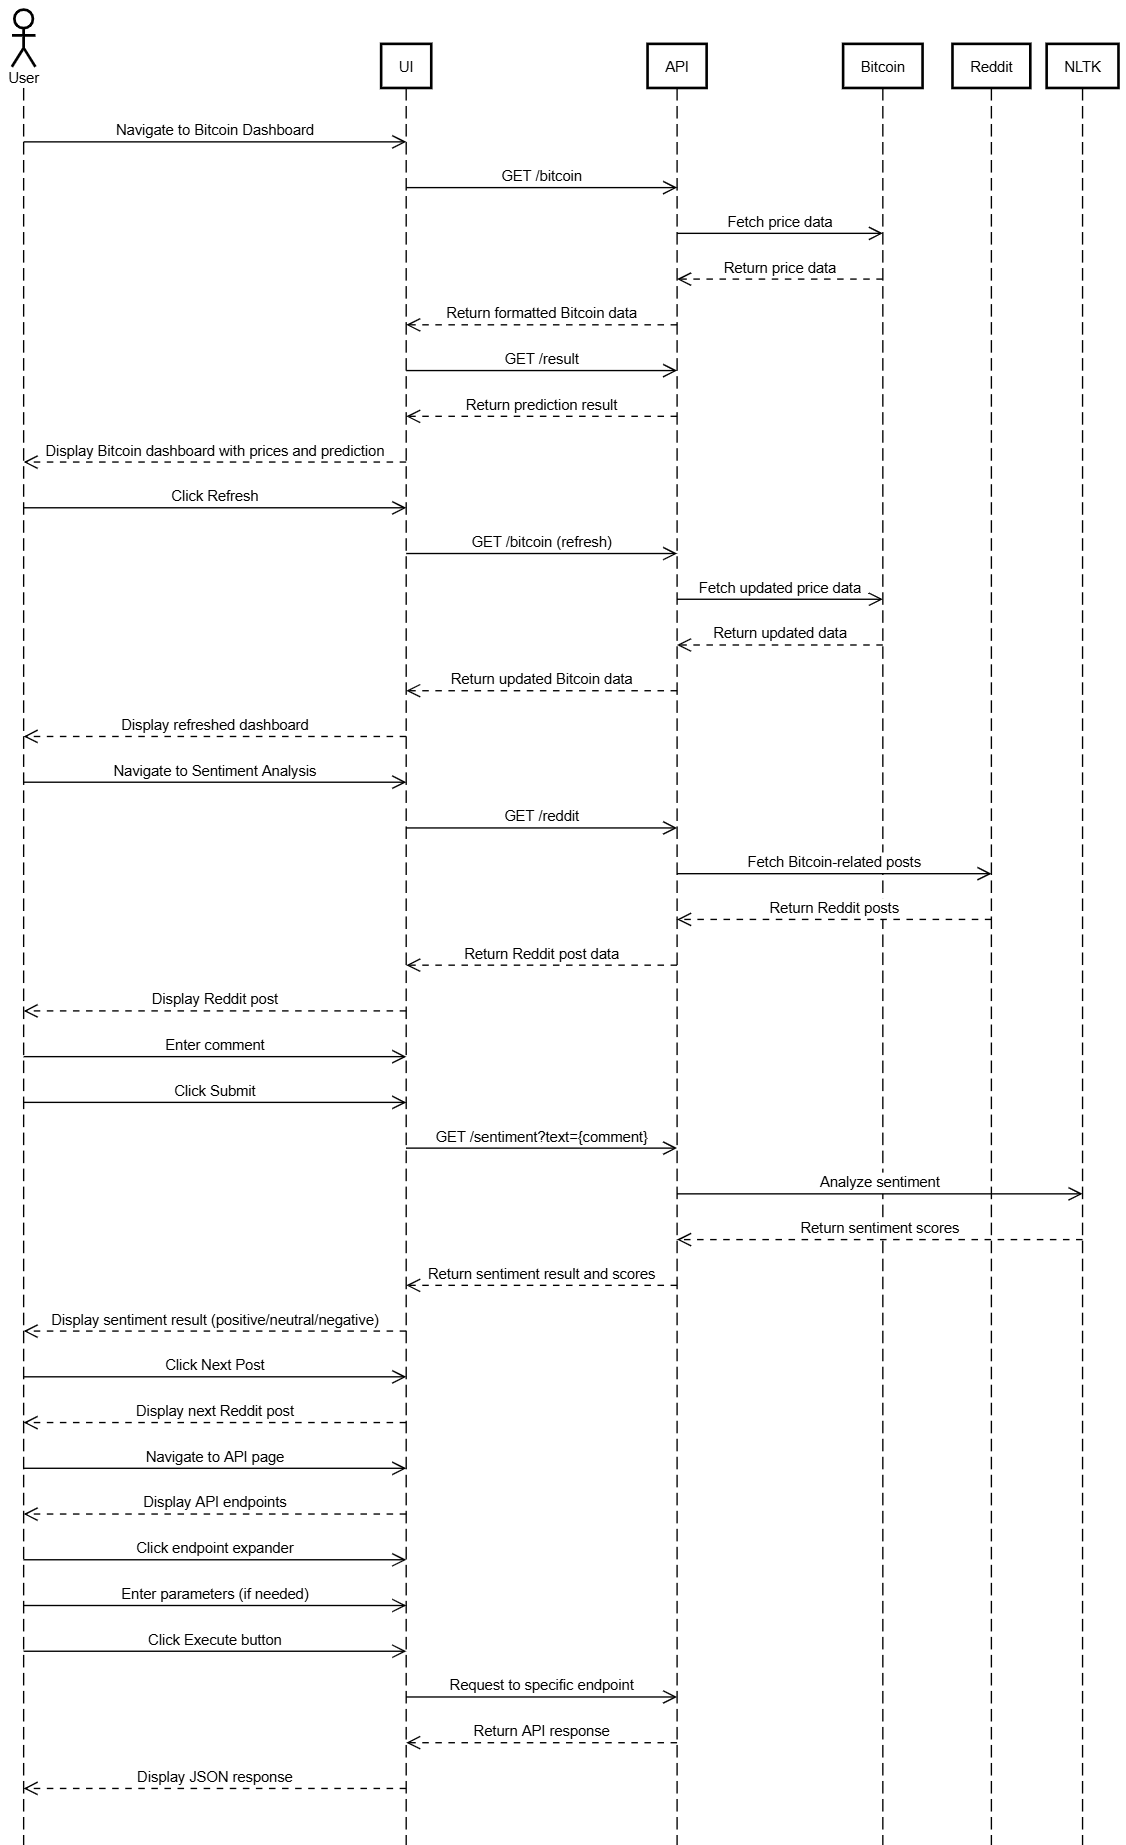 User
UI
API
Bitcoin
Reddit
NLTK
Navigate to Bitcoin Dashboard
GET /bitcoin
Fetch price data
Return price data
Return formatted Bitcoin data
GET /result
Return prediction result
Display Bitcoin dashboard with prices and prediction
Click Refresh
GET /bitcoin (refresh)
Fetch updated price data
Return updated data
Return updated Bitcoin data
Display refreshed dashboard
Navigate to Sentiment Analysis
GET /reddit
Fetch Bitcoin-related posts
Return Reddit posts
Return Reddit post data
Display Reddit post
Enter comment
Click Submit
GET /sentiment?text={comment}
Analyze sentiment
Return sentiment scores
Return sentiment result and scores
Display sentiment result (positive/neutral/negative)
Click Next Post
Display next Reddit post
Navigate to API page
Display API endpoints
Click endpoint expander
Enter parameters (if needed)
Click Execute button
Request to specific endpoint
Return API response
Display JSON response